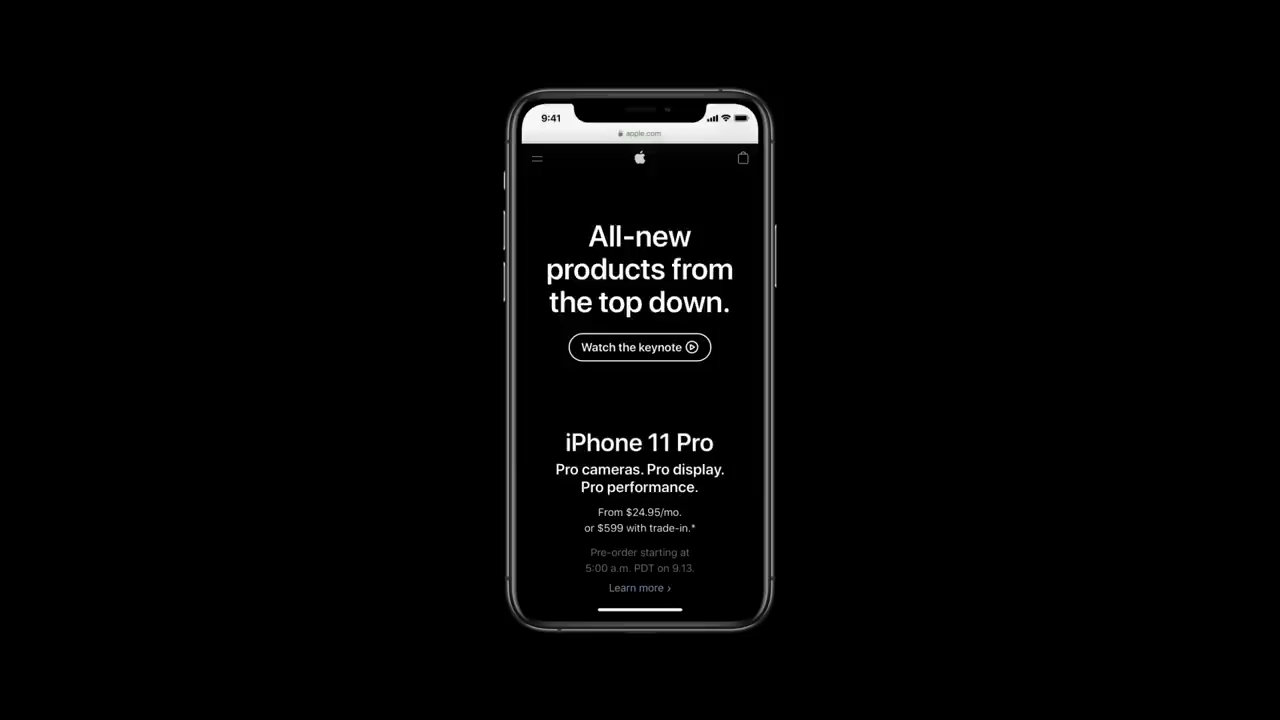 9:41
apple.com
All-new
products from
the top down.
Watch the keynote
iPhone 11 Pro
Pro cameras. Pro display.
Pro performance.
From $24.95/mo.
or $599 with trade-in.*
Pre-order starting at
5:00 a.m. PDT on 9.13.
Learn more ›